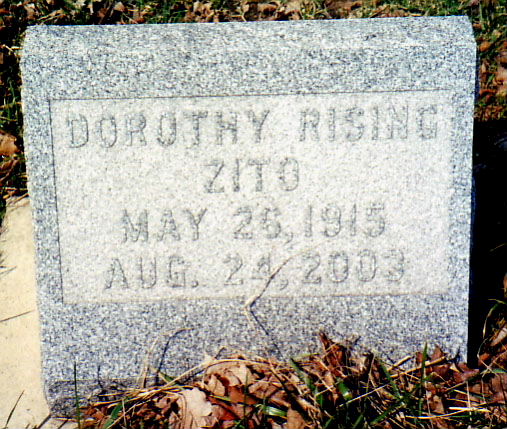 DOROTHY RISING
ZITO
MAY 26, 1915
AUG. 24, 2003